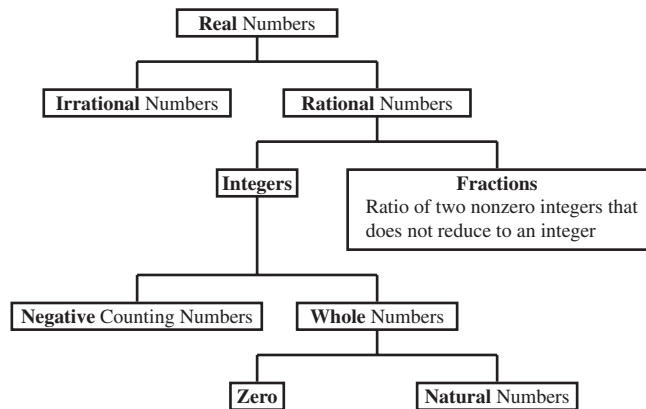 Real Numbers
Irrational Numbers
Rational Numbers
Integers
Fractions
Ratio of two nonzero integers that
does not reduce to an integer
Negative Counting Numbers
Whole Numbers
Zero
Natural Numbers